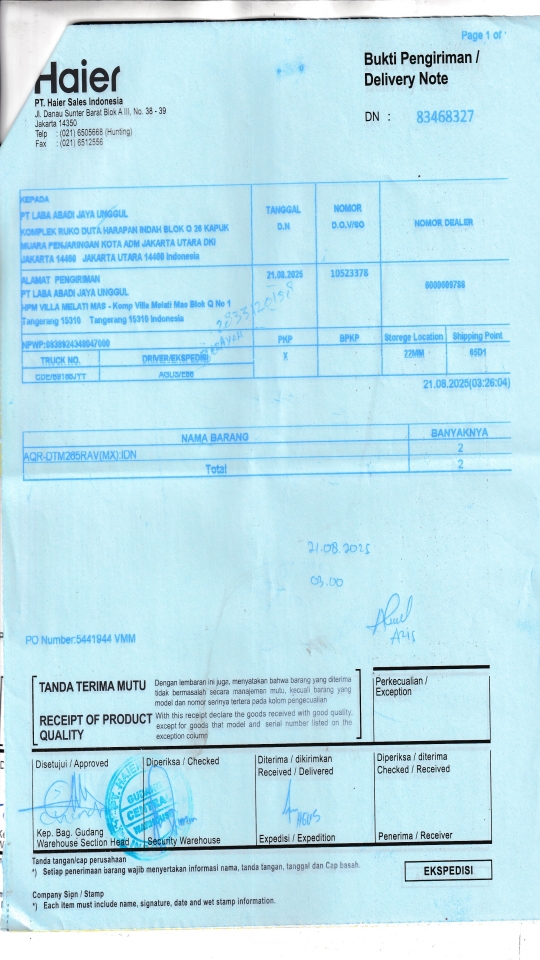 Page 1 of
Haier
PT. Haier Sales Indonesia
Jl. Danau Sunter Barat Blok A III, No. 38 - 39
Jakarta 14350
Telp : (021) 6505668 (Hunting)
Fax : (021) 6512556
Bukti Pengiriman /
Delivery Note
DN : 83468327
KEPADA
PT LABA ABADI JAYA UNGGUL
KOMPLEK RUKO DUTA HARAPAN INDAH BLOK O 26 KAPUK
MUARA PENJARINGAN KOTA ADM JAKARTA UTARA DKI
JAKARTA 14460 JAKARTA UTARA 14460 Indonesia
TANGGAL
D.N
NOMOR
D.O,V/SO
NOMOR DEALER
ALAMAT PENGIRIMAN
PT LABA ABADI JAYA UNGGUL
HPM VILLA MELATI MAS - Komp Villa Melati Mas Blok Q No 1
Tangerang 15310 Tangerang 15310 Indonesia
21.08.2025
10523378
2833120198
PKP
BPKP
Storege Location
Shipping Point
TRUCK NO.
DRIVER/EKSPEDISI
X
22MM
65D1
21.08.2025(03:26:04)
NAMA BARANG
BANYAKNYA
AQR-DTM265RAV(MX):IDN
2
Total
2
21.08.2025
03.00
Azis
PO Number:5441944 VMM
TANDA TERIMA MUTU
Dengan lembaran ini juga, menyatakan bahwa barang yang diterima
tidak bermasalah secara manajemen mutu, kecuali barang yang
model dan nomor serinya tertera pada kolom pengecualian
RECEIPT OF PRODUCT
QUALITY
With this receipt declare the goods received with good quality,
except for goods that model and serial number listed on the
exception column
Perkecualian /
Exception
Disetujui / Approved
Diperiksa / Checked
Diterima / dikirimkan
Received / Delivered
Diperiksa / diterima
Checked / Received
GUDANG
CENTRA
AGUS
Kep. Bag. Gudang
Warehouse Section Head
Security Warehouse
Expedisi / Expedition
Penerima / Receiver
Tanda tangan/cap perusahaan
*) Setiap penerimaan barang wajib menyertakan informasi nama, tanda tangan, tanggal dan Cap basah.
EKSPEDISI
Company Sign / Stamp
*) Each item must include name, signature, date and wet stamp information.